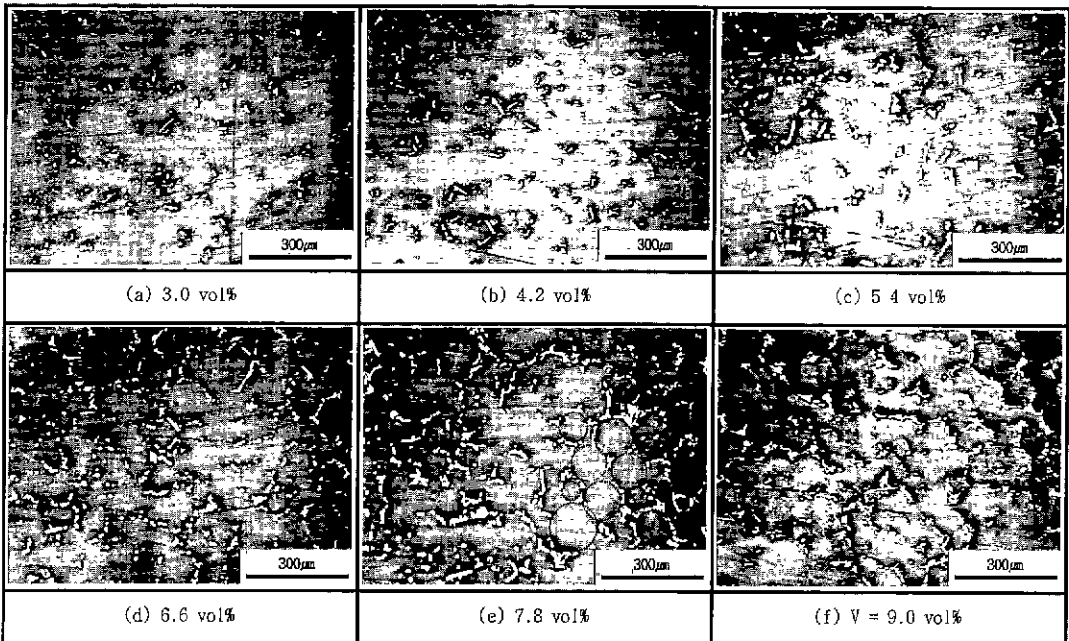 300㎛
300㎛
300㎛
(a) 3.0 vol%
(b) 4.2 vol%
(c) 5 4 vol%
300㎛
300㎛
300㎛
(d) 6.6 vol%
(e) 7.8 vol%
(f) V = 9.0 vol%